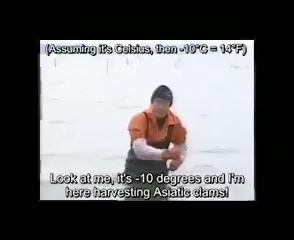 (Assuming it's Celsius, then -10°C = 14°F)
Look at me, it's -10 degrees and I'm
here harvesting Asiatic clams!